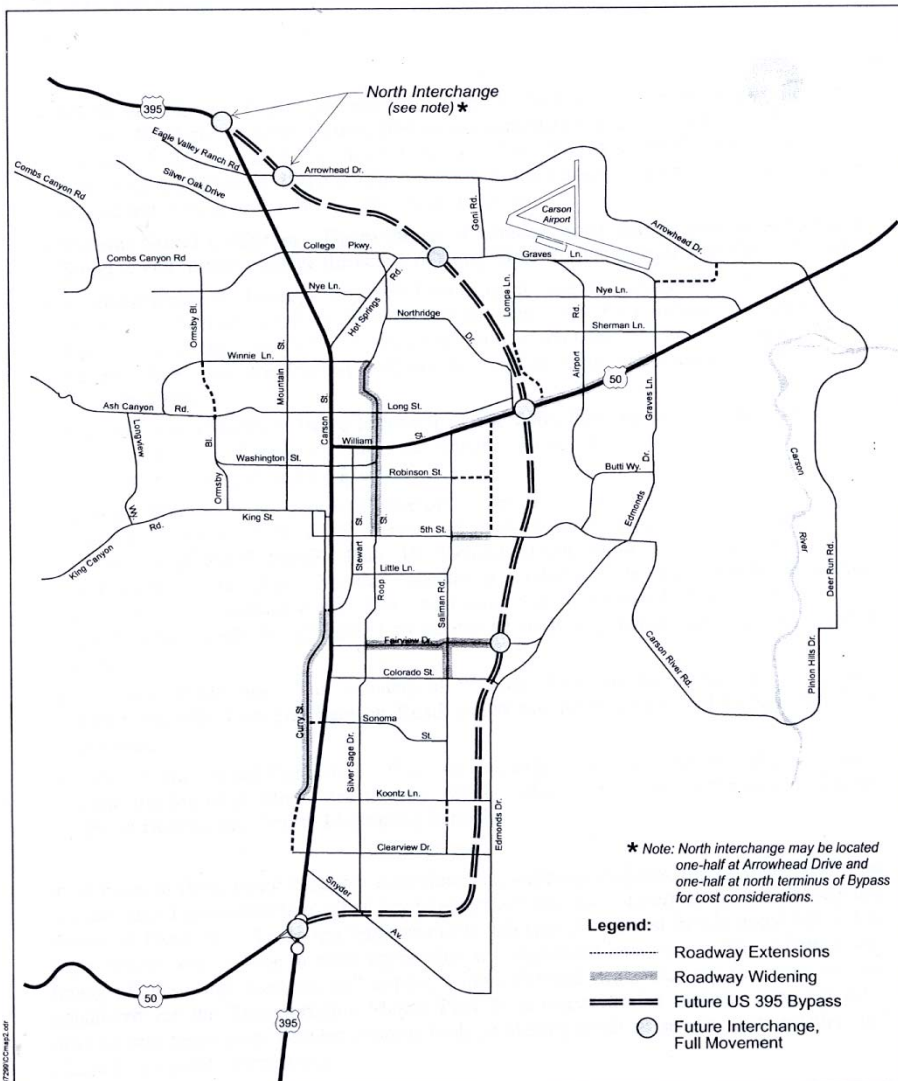 North Interchange
(see note) *
395
Eagle Valley Ranch Rd
Arrowhead Dr.
Combs Canyon Rd
Silver Oak Drive
Goni Rd.
Carson
Airport
Arrowhead Dr.
College Pkwy.
Graves Ln.
Combs Canyon Rd
Hot Springs Rd.
Lompa Ln.
Nye Ln.
Nye Ln.
Northridge Dr.
Sherman Ln.
Ormsby Bl.
Mountain St.
Airport Rd.
Winnie Ln.
50
Graves Ln.
Ash Canyon Rd.
Long St.
Carson St.
William St.
Longview Wy.
Ormsby Bl.
Washington St.
Robinson St.
Butti Wy.
Edmonds Dr.
Carson River
King St.
5th St.
King Canyon Rd.
Stewart St.
Little Ln.
Roop St.
Saliman Rd.
Deer Run Rd.
Fairview Dr.
Colorado St.
Carson River Rd.
Pinion Hills Dr.
Curry St.
Sonoma St.
Silver Sage Dr.
Koontz Ln.
Edmonds Dr.
Clearview Dr.
Snyder Av.
50
395
* Note: North interchange may be located
one-half at Arrowhead Drive and
one-half at north terminus of Bypass
for cost considerations.
Legend:
Roadway Extensions
Roadway Widening
Future US 395 Bypass
Future Interchange,
Full Movement